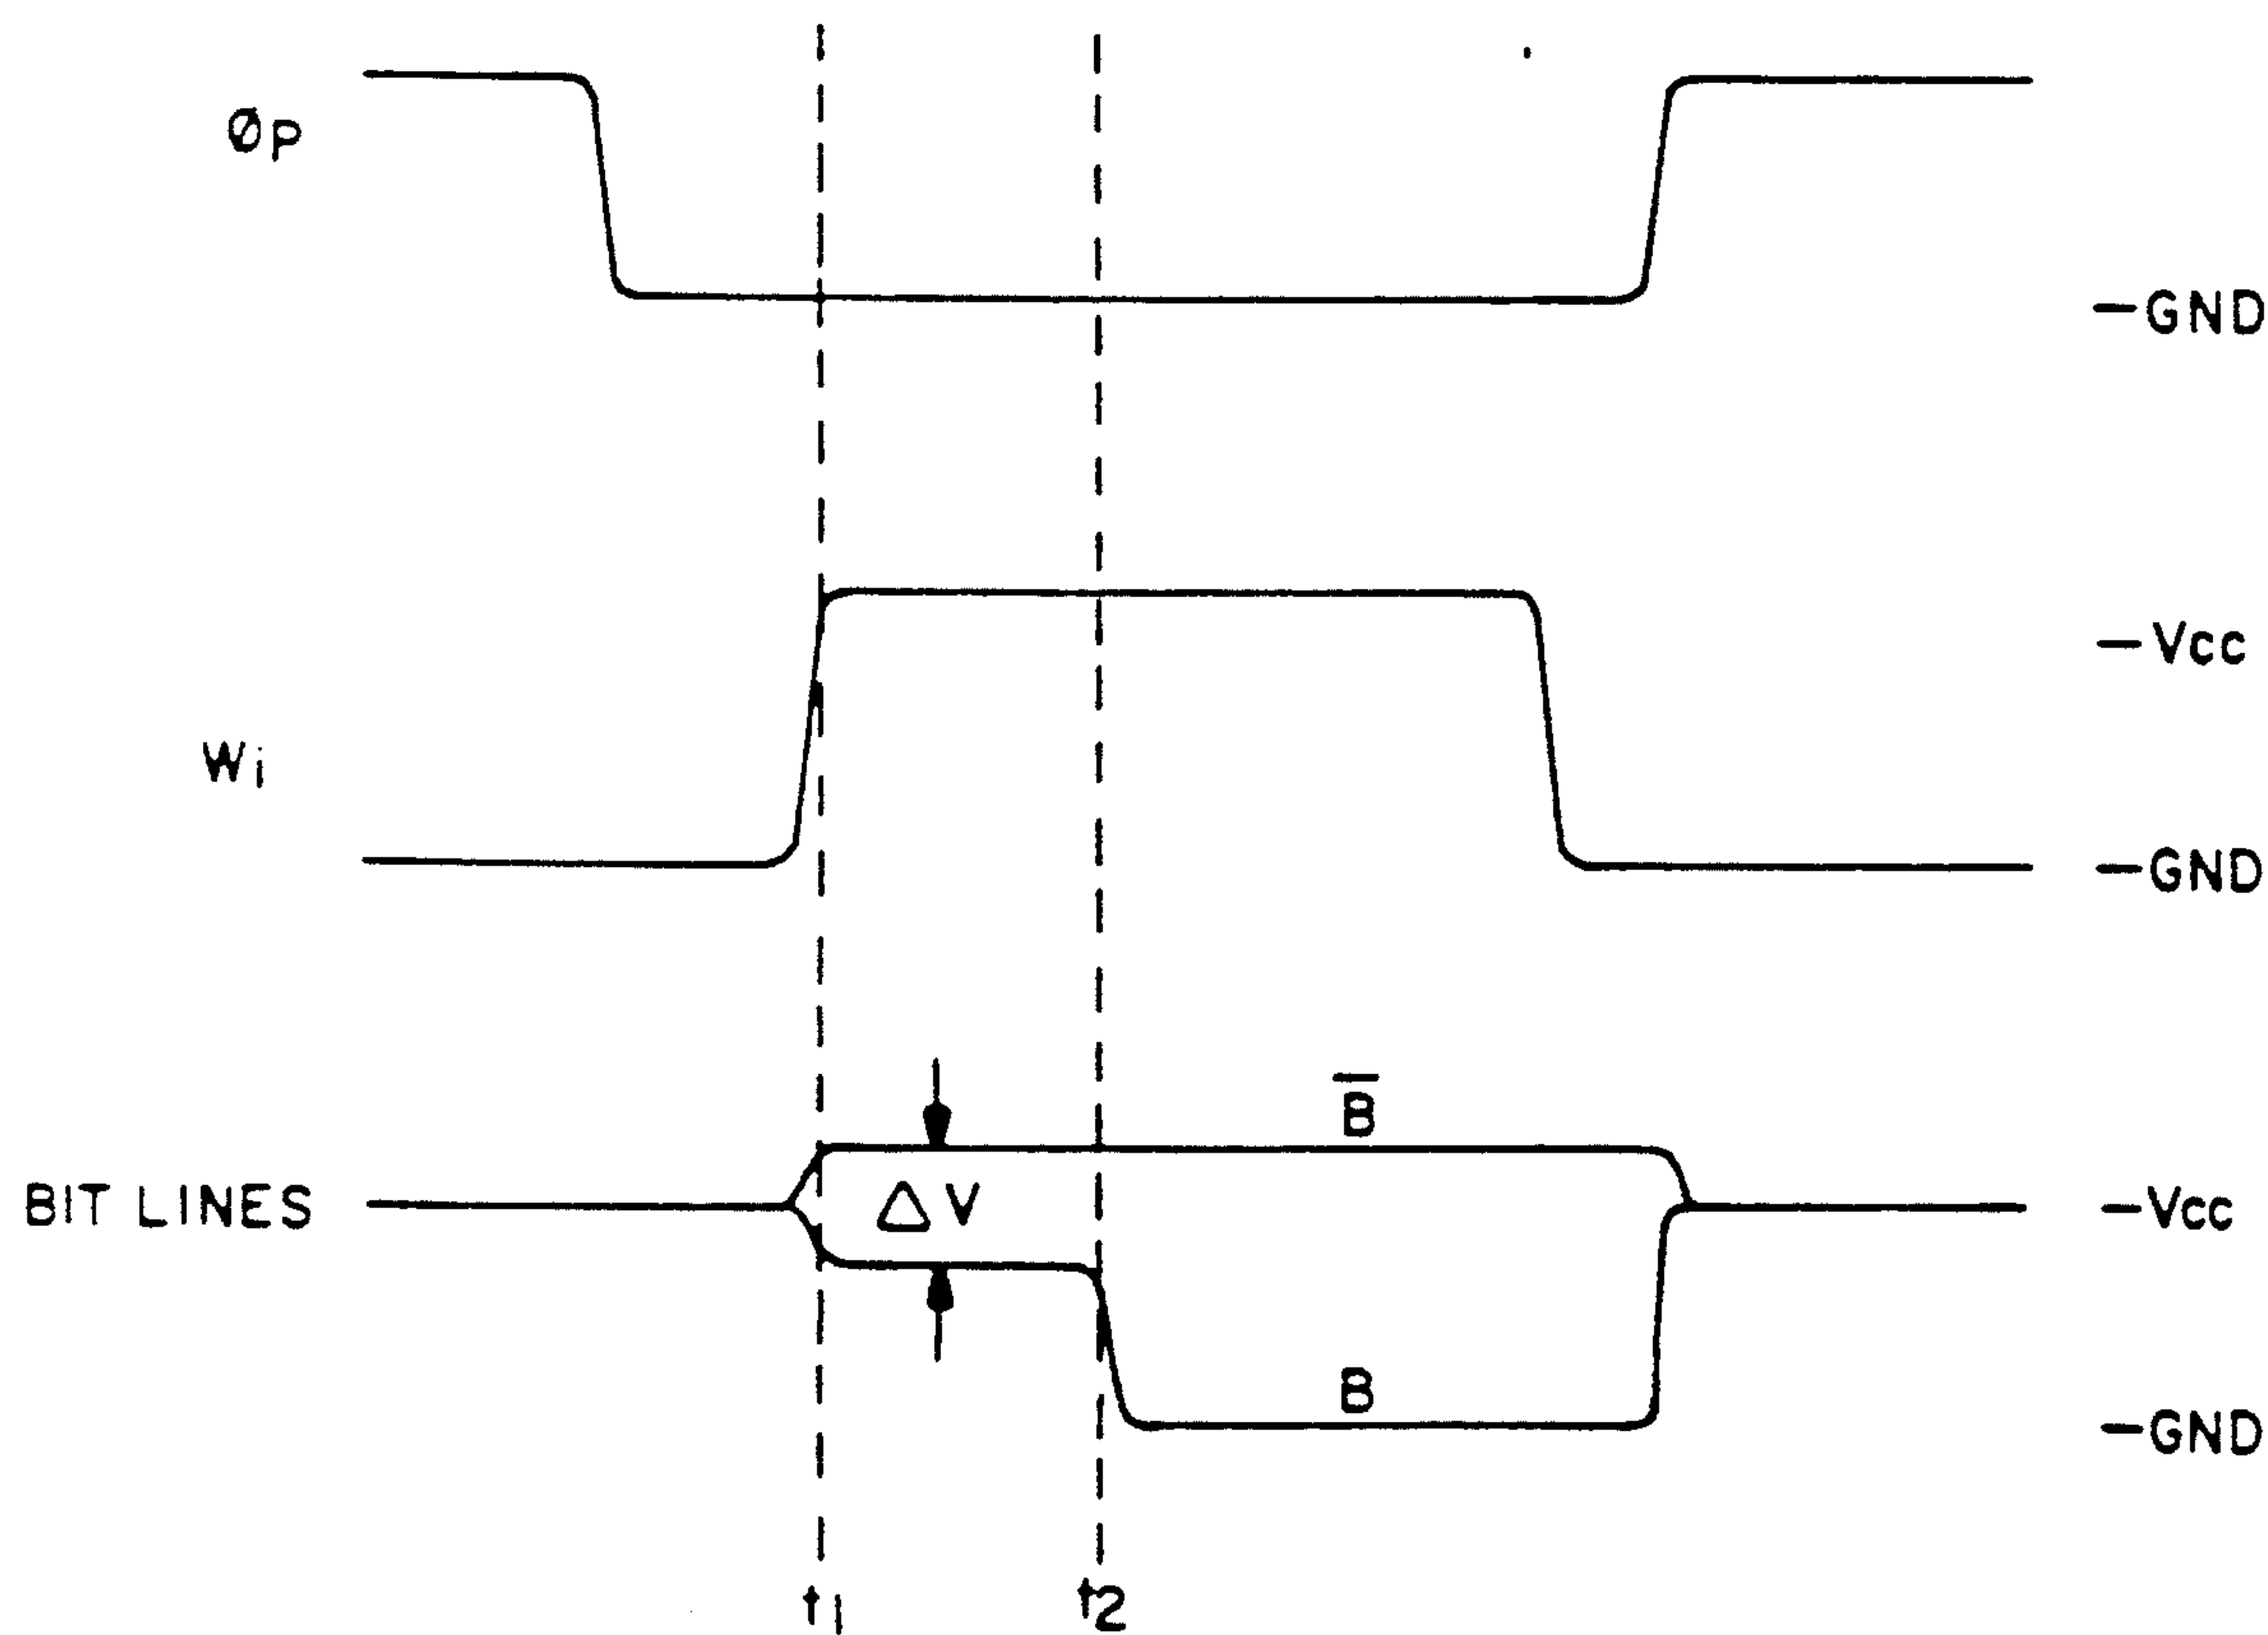 ØP
—GND
—Vcc
Wi
—GND
B̅
BIT LINES
ΔV
—Vcc
B
—GND
t1
t2